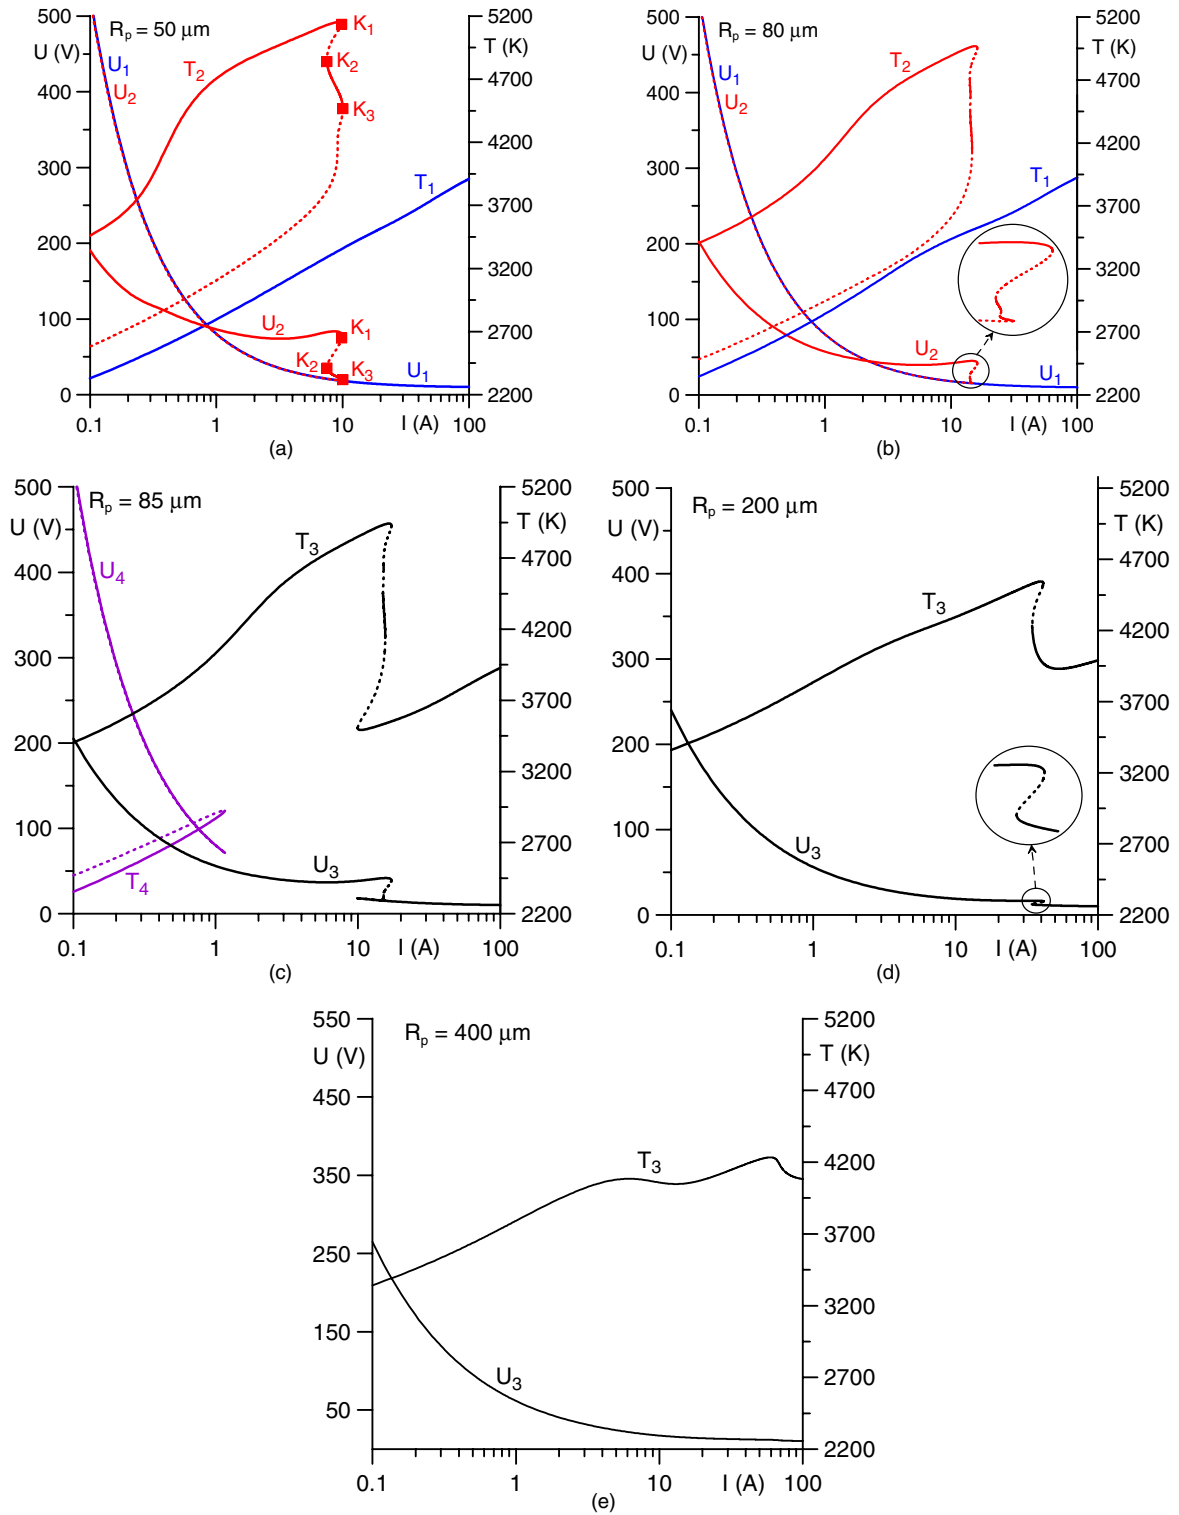 500
U (V)
400
300
200
100
0
R_p = 50 μm
U_1
U_2
T_2
K_1
K_2
K_3
T_1
U_2
K_1
K_2
K_3
U_1
5200
T (K)
4700
4200
3700
3200
2700
2200
0.1
1
10
I (A)
100
(a)
500
U (V)
400
300
200
100
0
R_p = 80 μm
U_1
U_2
T_2
T_1
U_2
U_1
5200
T (K)
4700
4200
3700
3200
2700
2200
0.1
1
10
I (A)
100
(b)
500
U (V)
400
300
200
100
0
R_p = 85 μm
U_4
T_3
T_4
U_3
5200
T (K)
4700
4200
3700
3200
2700
2200
0.1
1
10
I (A)
100
(c)
500
U (V)
400
300
200
100
0
R_p = 200 μm
T_3
U_3
5200
T (K)
4700
4200
3700
3200
2700
2200
0.1
1
10
I (A)
100
(d)
550
U (V)
450
350
250
150
50
R_p = 400 μm
T_3
U_3
5200
T (K)
4700
4200
3700
3200
2700
2200
0.1
1
10
I (A)
100
(e)